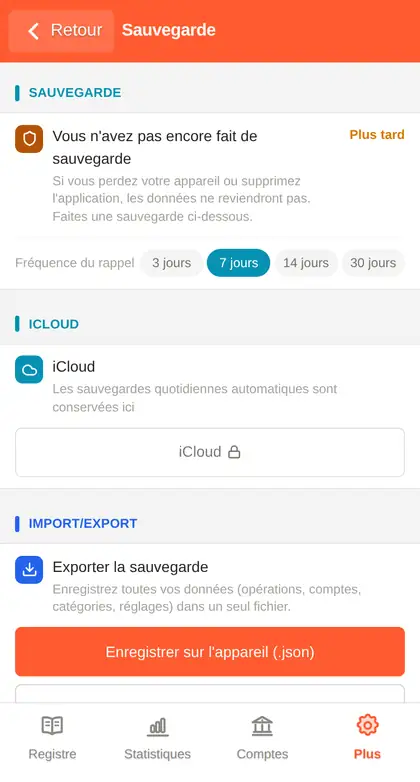 Retour Sauvegarde
SAUVEGARDE
Vous n'avez pas encore fait de
sauvegarde
Plus tard
Si vous perdez votre appareil ou supprimez
l'application, les données ne reviendront pas.
Faites une sauvegarde ci-dessous.
Fréquence du rappel 3 jours 7 jours 14 jours 30 jours
ICLOUD
iCloud
Les sauvegardes quotidiennes automatiques sont
conservées ici
iCloud
IMPORT/EXPORT
Exporter la sauvegarde
Enregistrez toutes vos données (opérations, comptes,
catégories, réglages) dans un seul fichier.
Enregistrer sur l'appareil (.json)
Registre Statistiques Comptes Plus